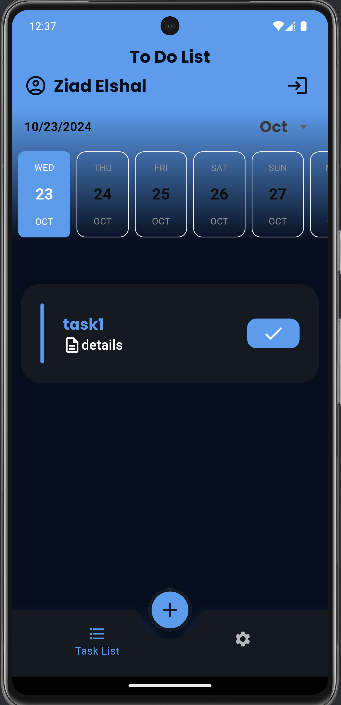 12:37
To Do List
Ziad Elshal
10/23/2024
Oct
WED THU FRI SAT SUN
23 24 25 26 27
OCT OCT OCT OCT OCT
task1
details
Task List